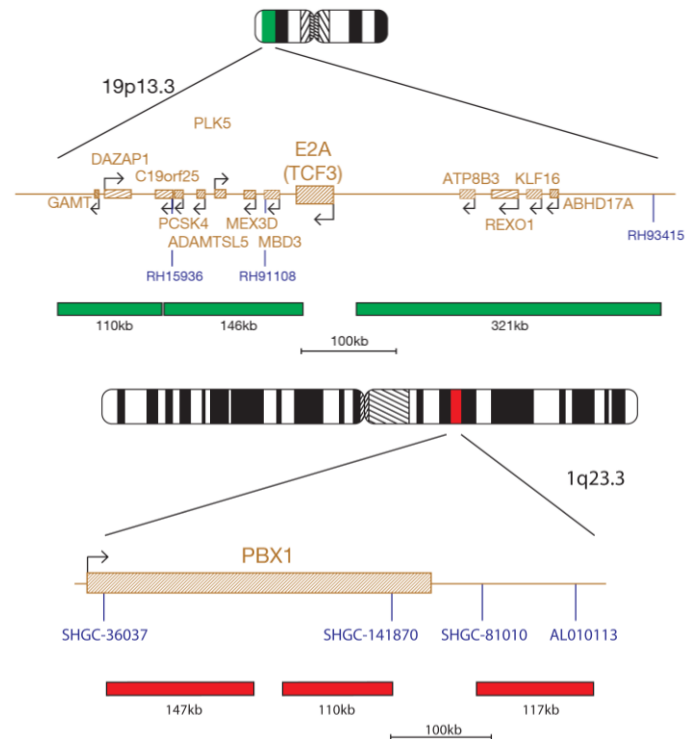 19p13.3
PLK5
DAZAP1
E2A
(TCF3)
C19orf25
ATP8B3 KLF16
GAMT
ABHD17A
PCSK4
MEX3D
REXO1
ADAMTSL5
MBD3
RH93415
RH15936
RH91108
110kb
146kb
321kb
100kb
1q23.3
PBX1
SHGC-36037
SHGC-141870
SHGC-81010
AL010113
147kb
110kb
117kb
100kb